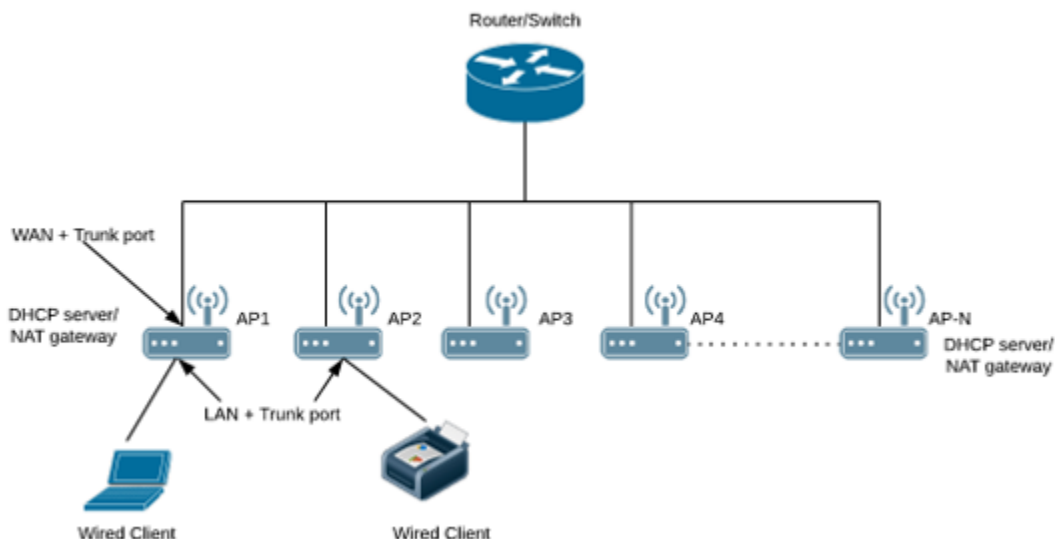 Router/Switch
WAN + Trunk port
DHCP server/
NAT gateway
AP1
AP2
AP3
AP4
AP-N
DHCP server/
NAT gateway
LAN + Trunk port
Wired Client
Wired Client